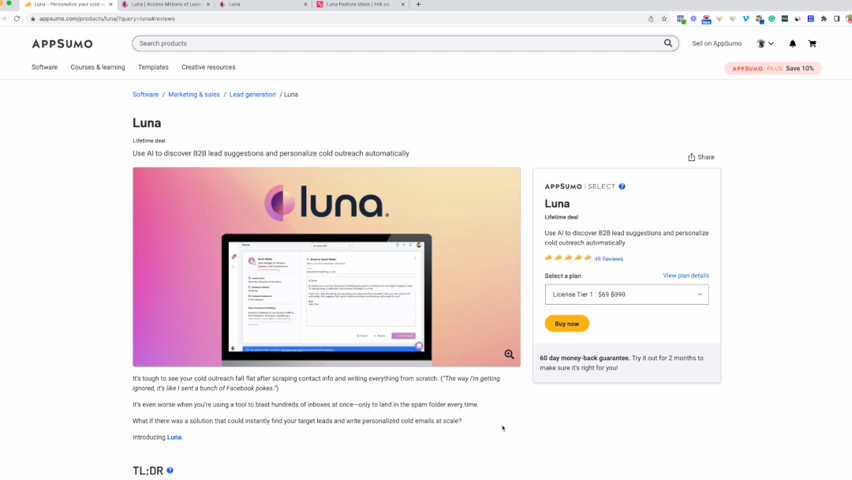 Luna - Personalize your cold
Luna | Access Millions of Lead
Luna
Luna Feature Ideas | FHR.co
appsumo.com/products/luna/?query=luna#reviews
APPSUMO
Search products
Sell on AppSumo
Software
Courses & learning
Templates
Creative resources
APPSUMO PLUS Save 10%
Software / Marketing & sales / Lead generation / Luna
Luna
Lifetime deal
Use AI to discover B2B lead suggestions and personalize cold outreach automatically
Share
luna
APPSUMO | SELECT
Luna
Lifetime deal
Use AI to discover B2B lead suggestions and personalize
cold outreach automatically
49 Reviews
Select a plan
View plan details
License Tier 1 : $69 $390
Buy now
60 day money-back guarantee. Try it out for 2 months to
make sure it's right for you!
It's tough to see your cold outreach fall flat after scraping contact info and writing everything from scratch. ("The way I'm getting
ignored, it's like I sent a bunch of Facebook pokes.")
It's even worse when you're using a tool to blast hundreds of inboxes at once—only to land in the spam folder every time.
What if there was a solution that could instantly find your target leads and write personalized cold emails at scale?
Introducing Luna.
TL;DR